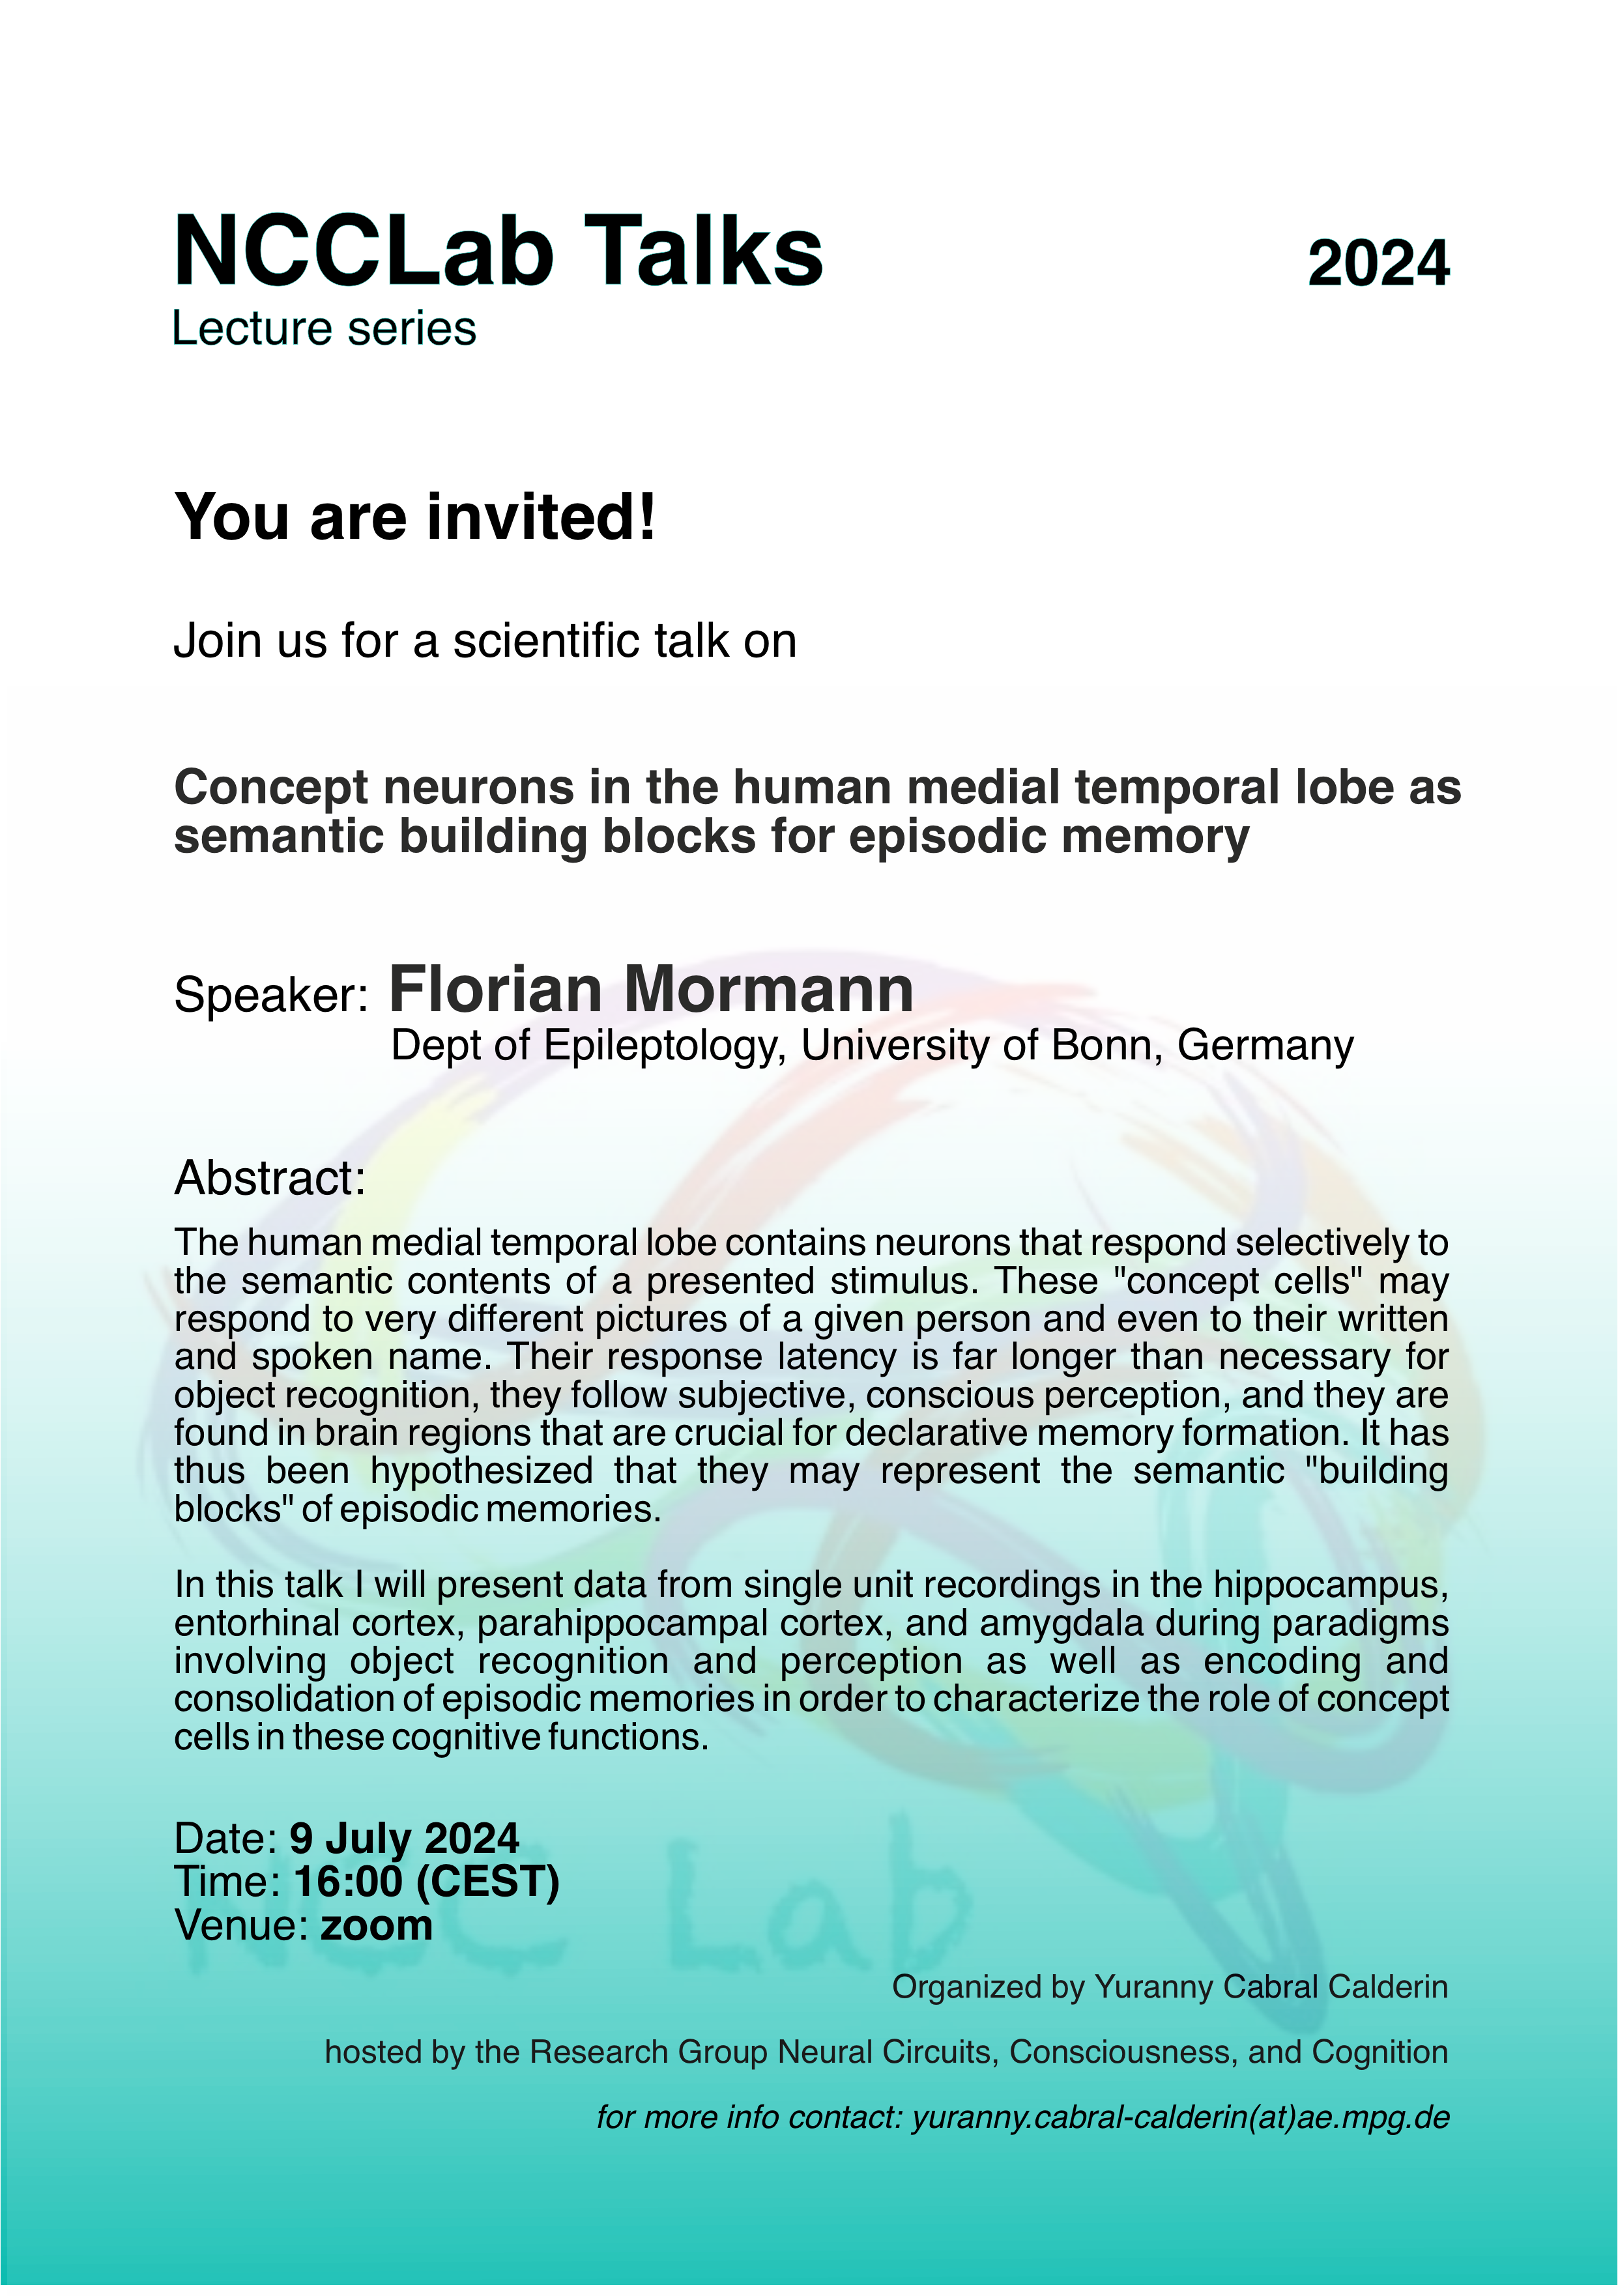 NCCLab Talks 2024
Lecture series
You are invited!
Join us for a scientific talk on
Concept neurons in the human medial temporal lobe as
semantic building blocks for episodic memory
Speaker: Florian Mormann
Dept of Epileptology, University of Bonn, Germany
Abstract:
The human medial temporal lobe contains neurons that respond selectively to
the semantic contents of a presented stimulus. These "concept cells" may
respond to very different pictures of a given person and even to their written
and spoken name. Their response latency is far longer than necessary for
object recognition, they follow subjective, conscious perception, and they are
found in brain regions that are crucial for declarative memory formation. It has
thus been hypothesized that they may represent the semantic "building
blocks" of episodic memories.
In this talk I will present data from single unit recordings in the hippocampus,
entorhinal cortex, parahippocampal cortex, and amygdala during paradigms
involving object recognition and perception as well as encoding and
consolidation of episodic memories in order to characterize the role of concept
cells in these cognitive functions.
Date: 9 July 2024
Time: 16:00 (CEST)
Venue: zoom
NCC Lab
Organized by Yuranny Cabral Calderin
hosted by the Research Group Neural Circuits, Consciousness, and Cognition
for more info contact: yuranny.cabral-calderin(at)ae.mpg.de